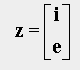 z = [ i
e ]